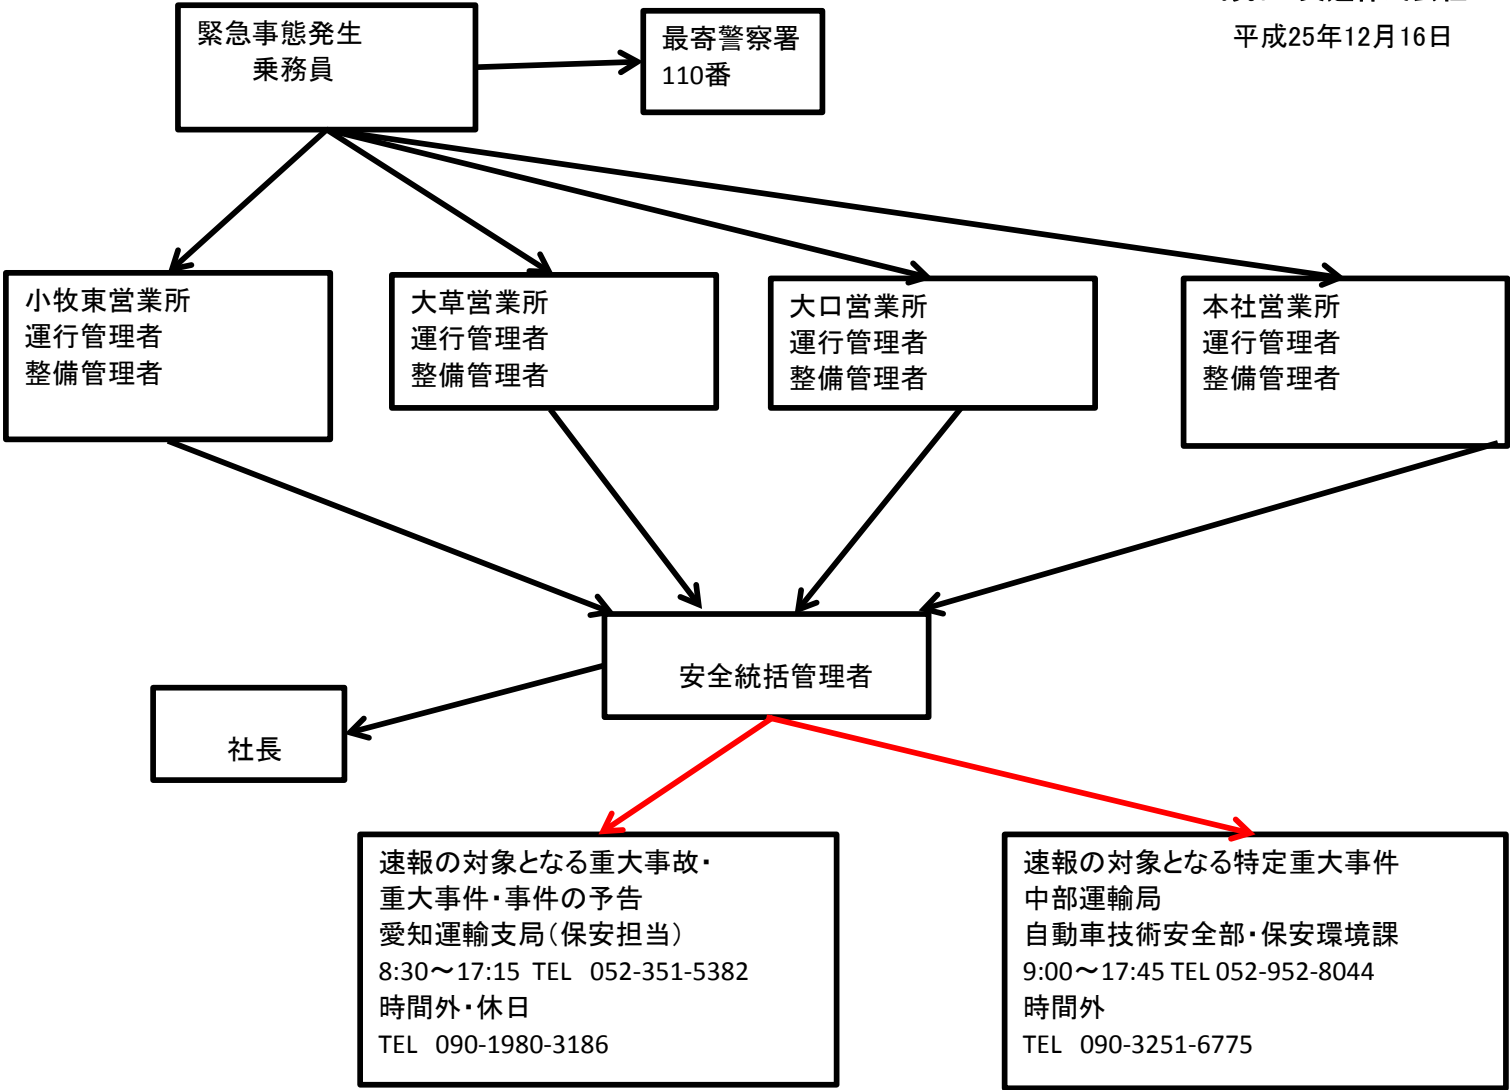 平成25年12月16日
緊急事態発生
乗務員
最寄警察署
110番
小牧東営業所
運行管理者
整備管理者
大草営業所
運行管理者
整備管理者
大口営業所
運行管理者
整備管理者
本社営業所
運行管理者
整備管理者
安全統括管理者
社長
速報の対象となる重大事故・
重大事件・事件の予告
愛知運輸支局(保安担当)
8:30～17:15 TEL 052-351-5382
時間外・休日
TEL 090-1980-3186
速報の対象となる特定重大事件
中部運輸局
自動車技術安全部・保安環境課
9:00～17:45 TEL 052-952-8044
時間外
TEL 090-3251-6775